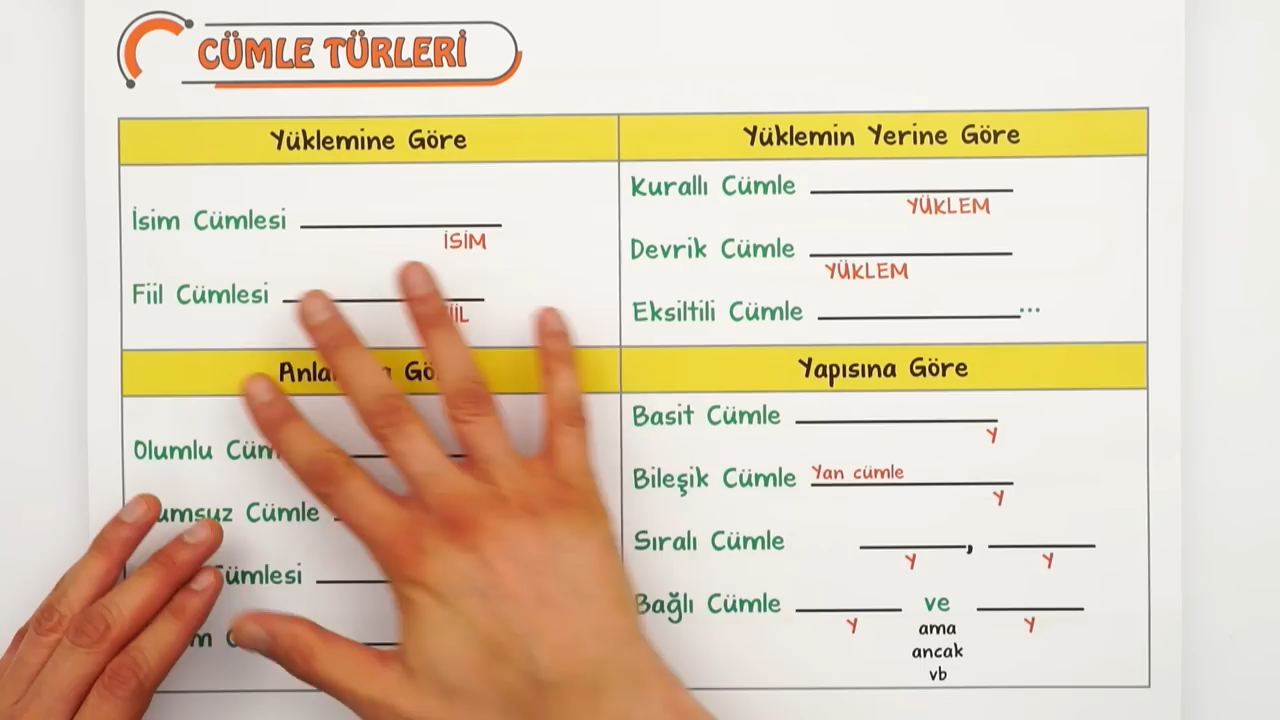 CÜMLE TÜRLERİ
Yüklemine Göre
İsim Cümlesi
İSİM
Fiil Cümlesi
Yüklemin Yerine Göre
Kurallı Cümle
YÜKLEM
Devrik Cümle
YÜKLEM
Eksiltili Cümle ...
Olumlu
Cümle
Yapısına Göre
Basit Cümle
Y
Bileşik Cümle Yan cümle
Y
Sıralı Cümle ,
Y Y
Bağlı Cümle ve
Y Y
ama
ancak
vb